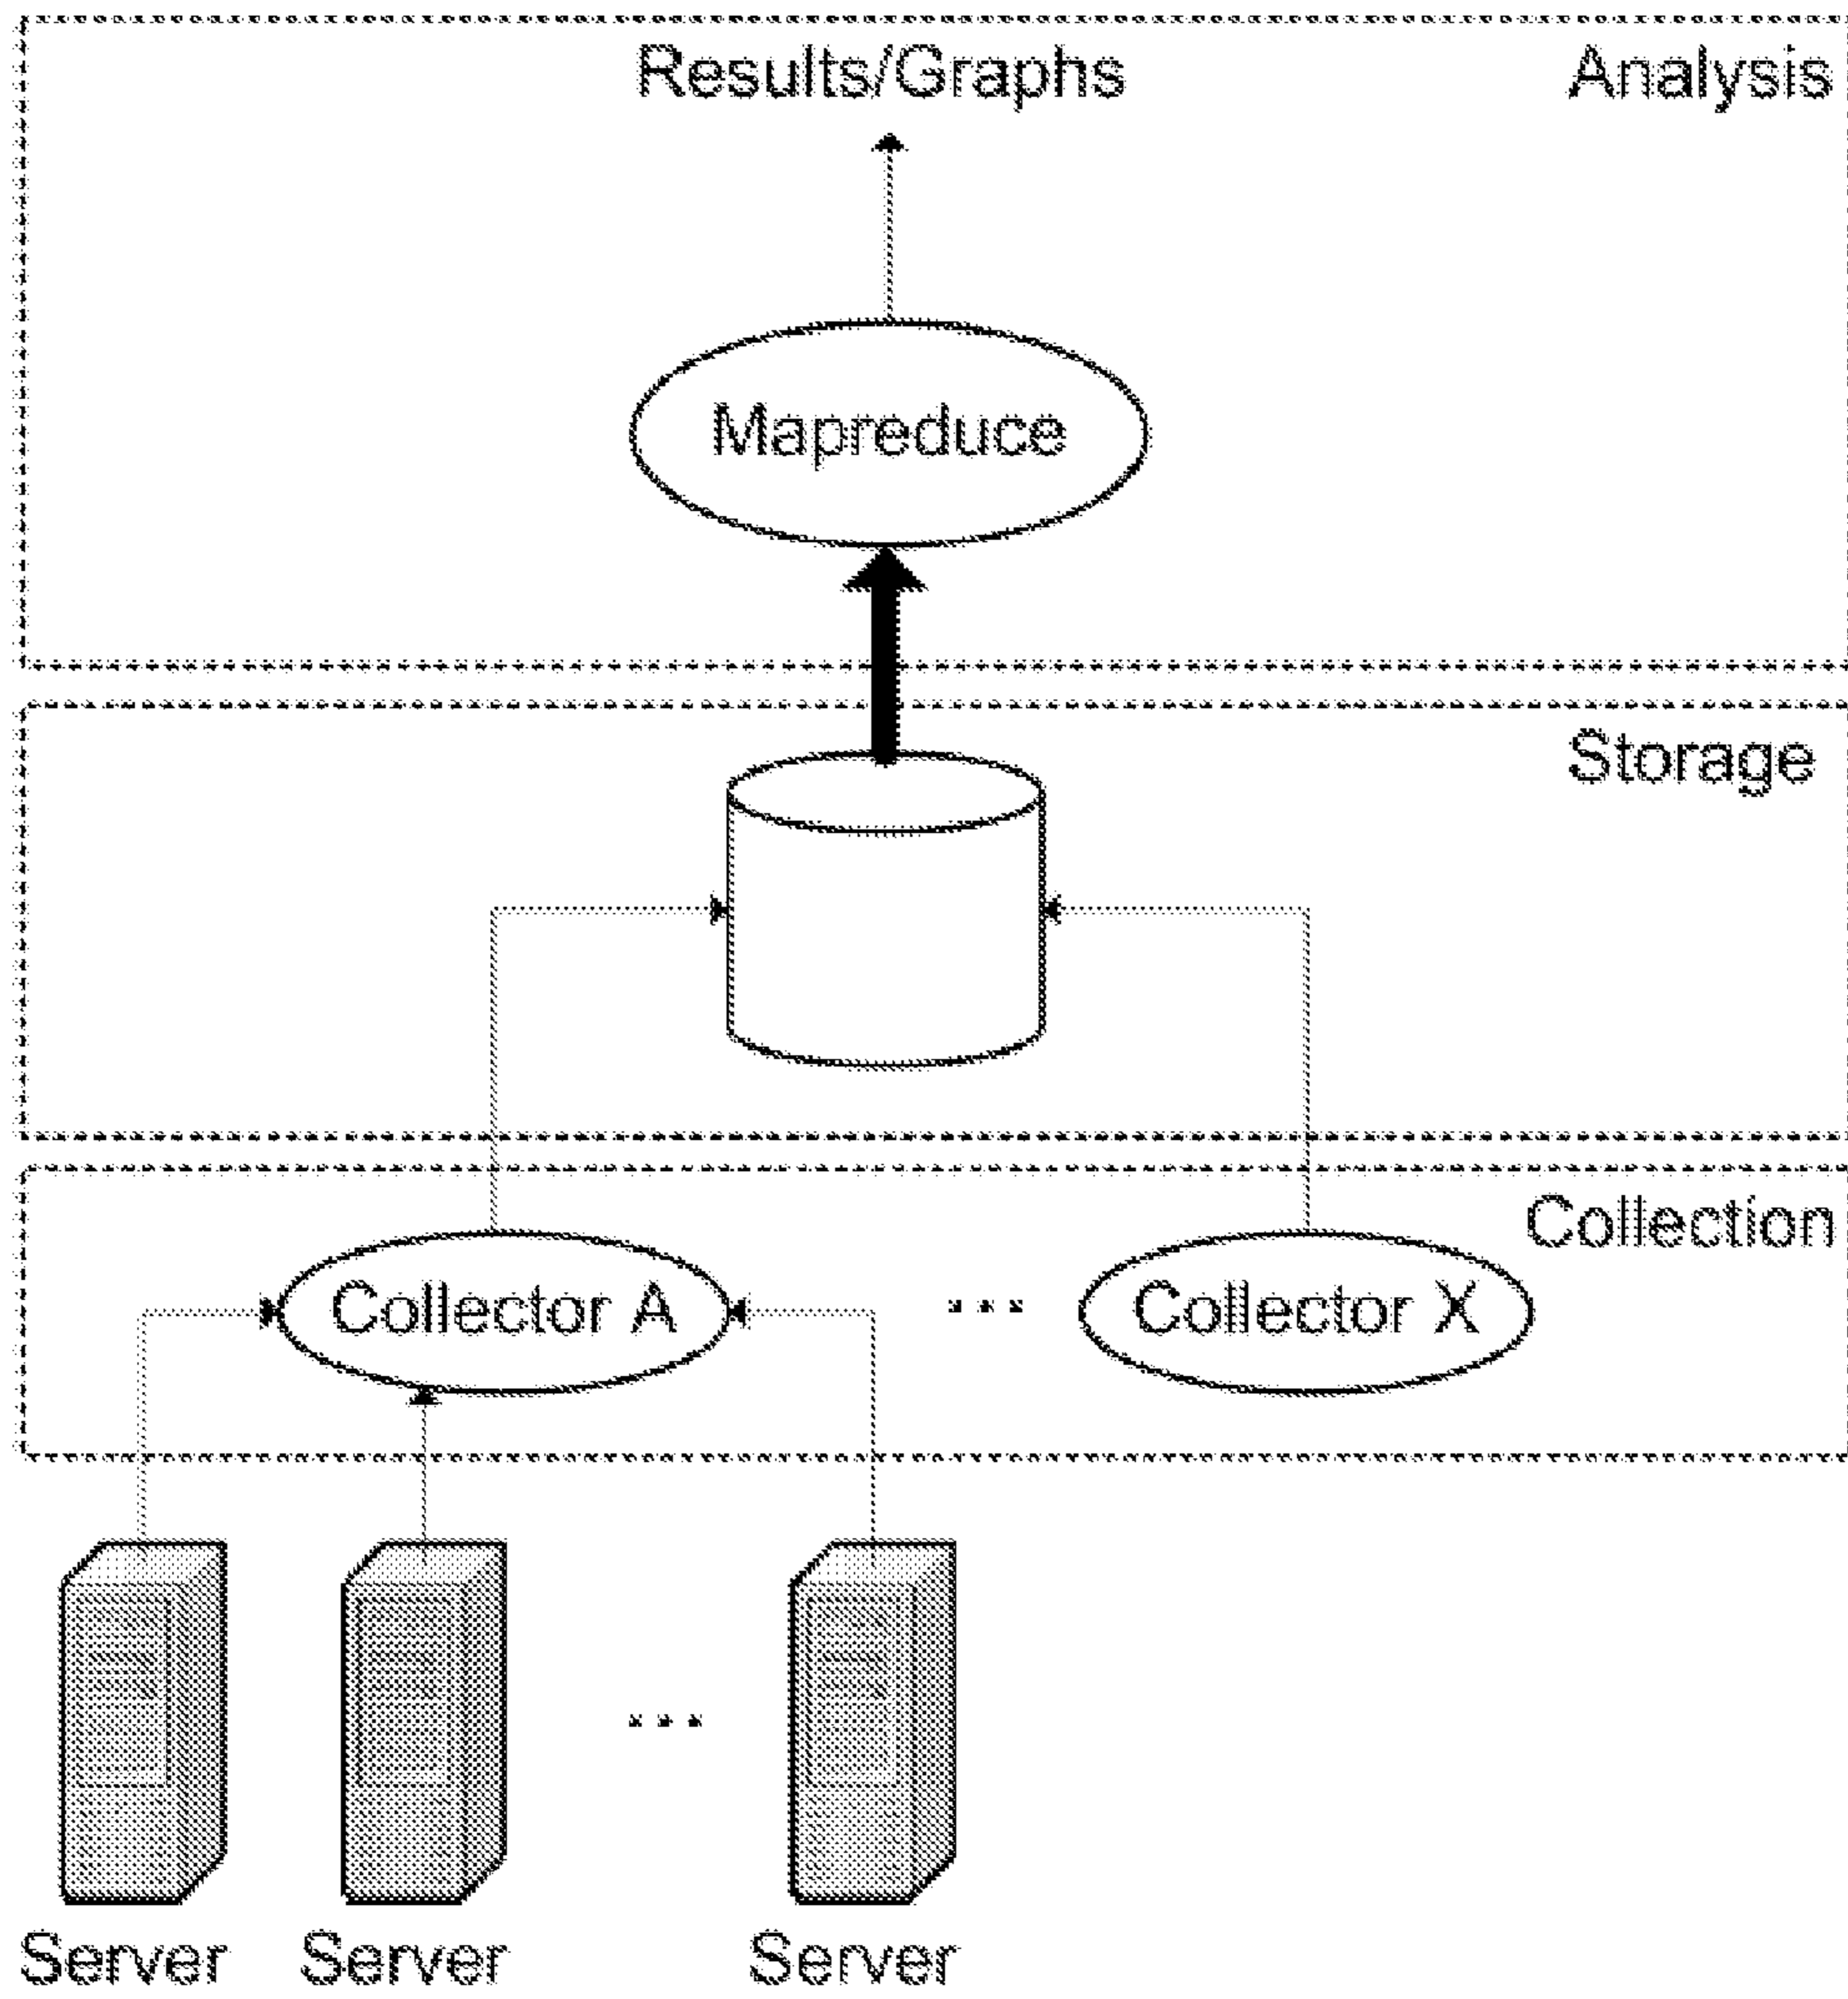 Results/Graphs
Analysis
Mapreduce
Storage
Collection
Collector A
...
Collector X
...
Server
Server
Server